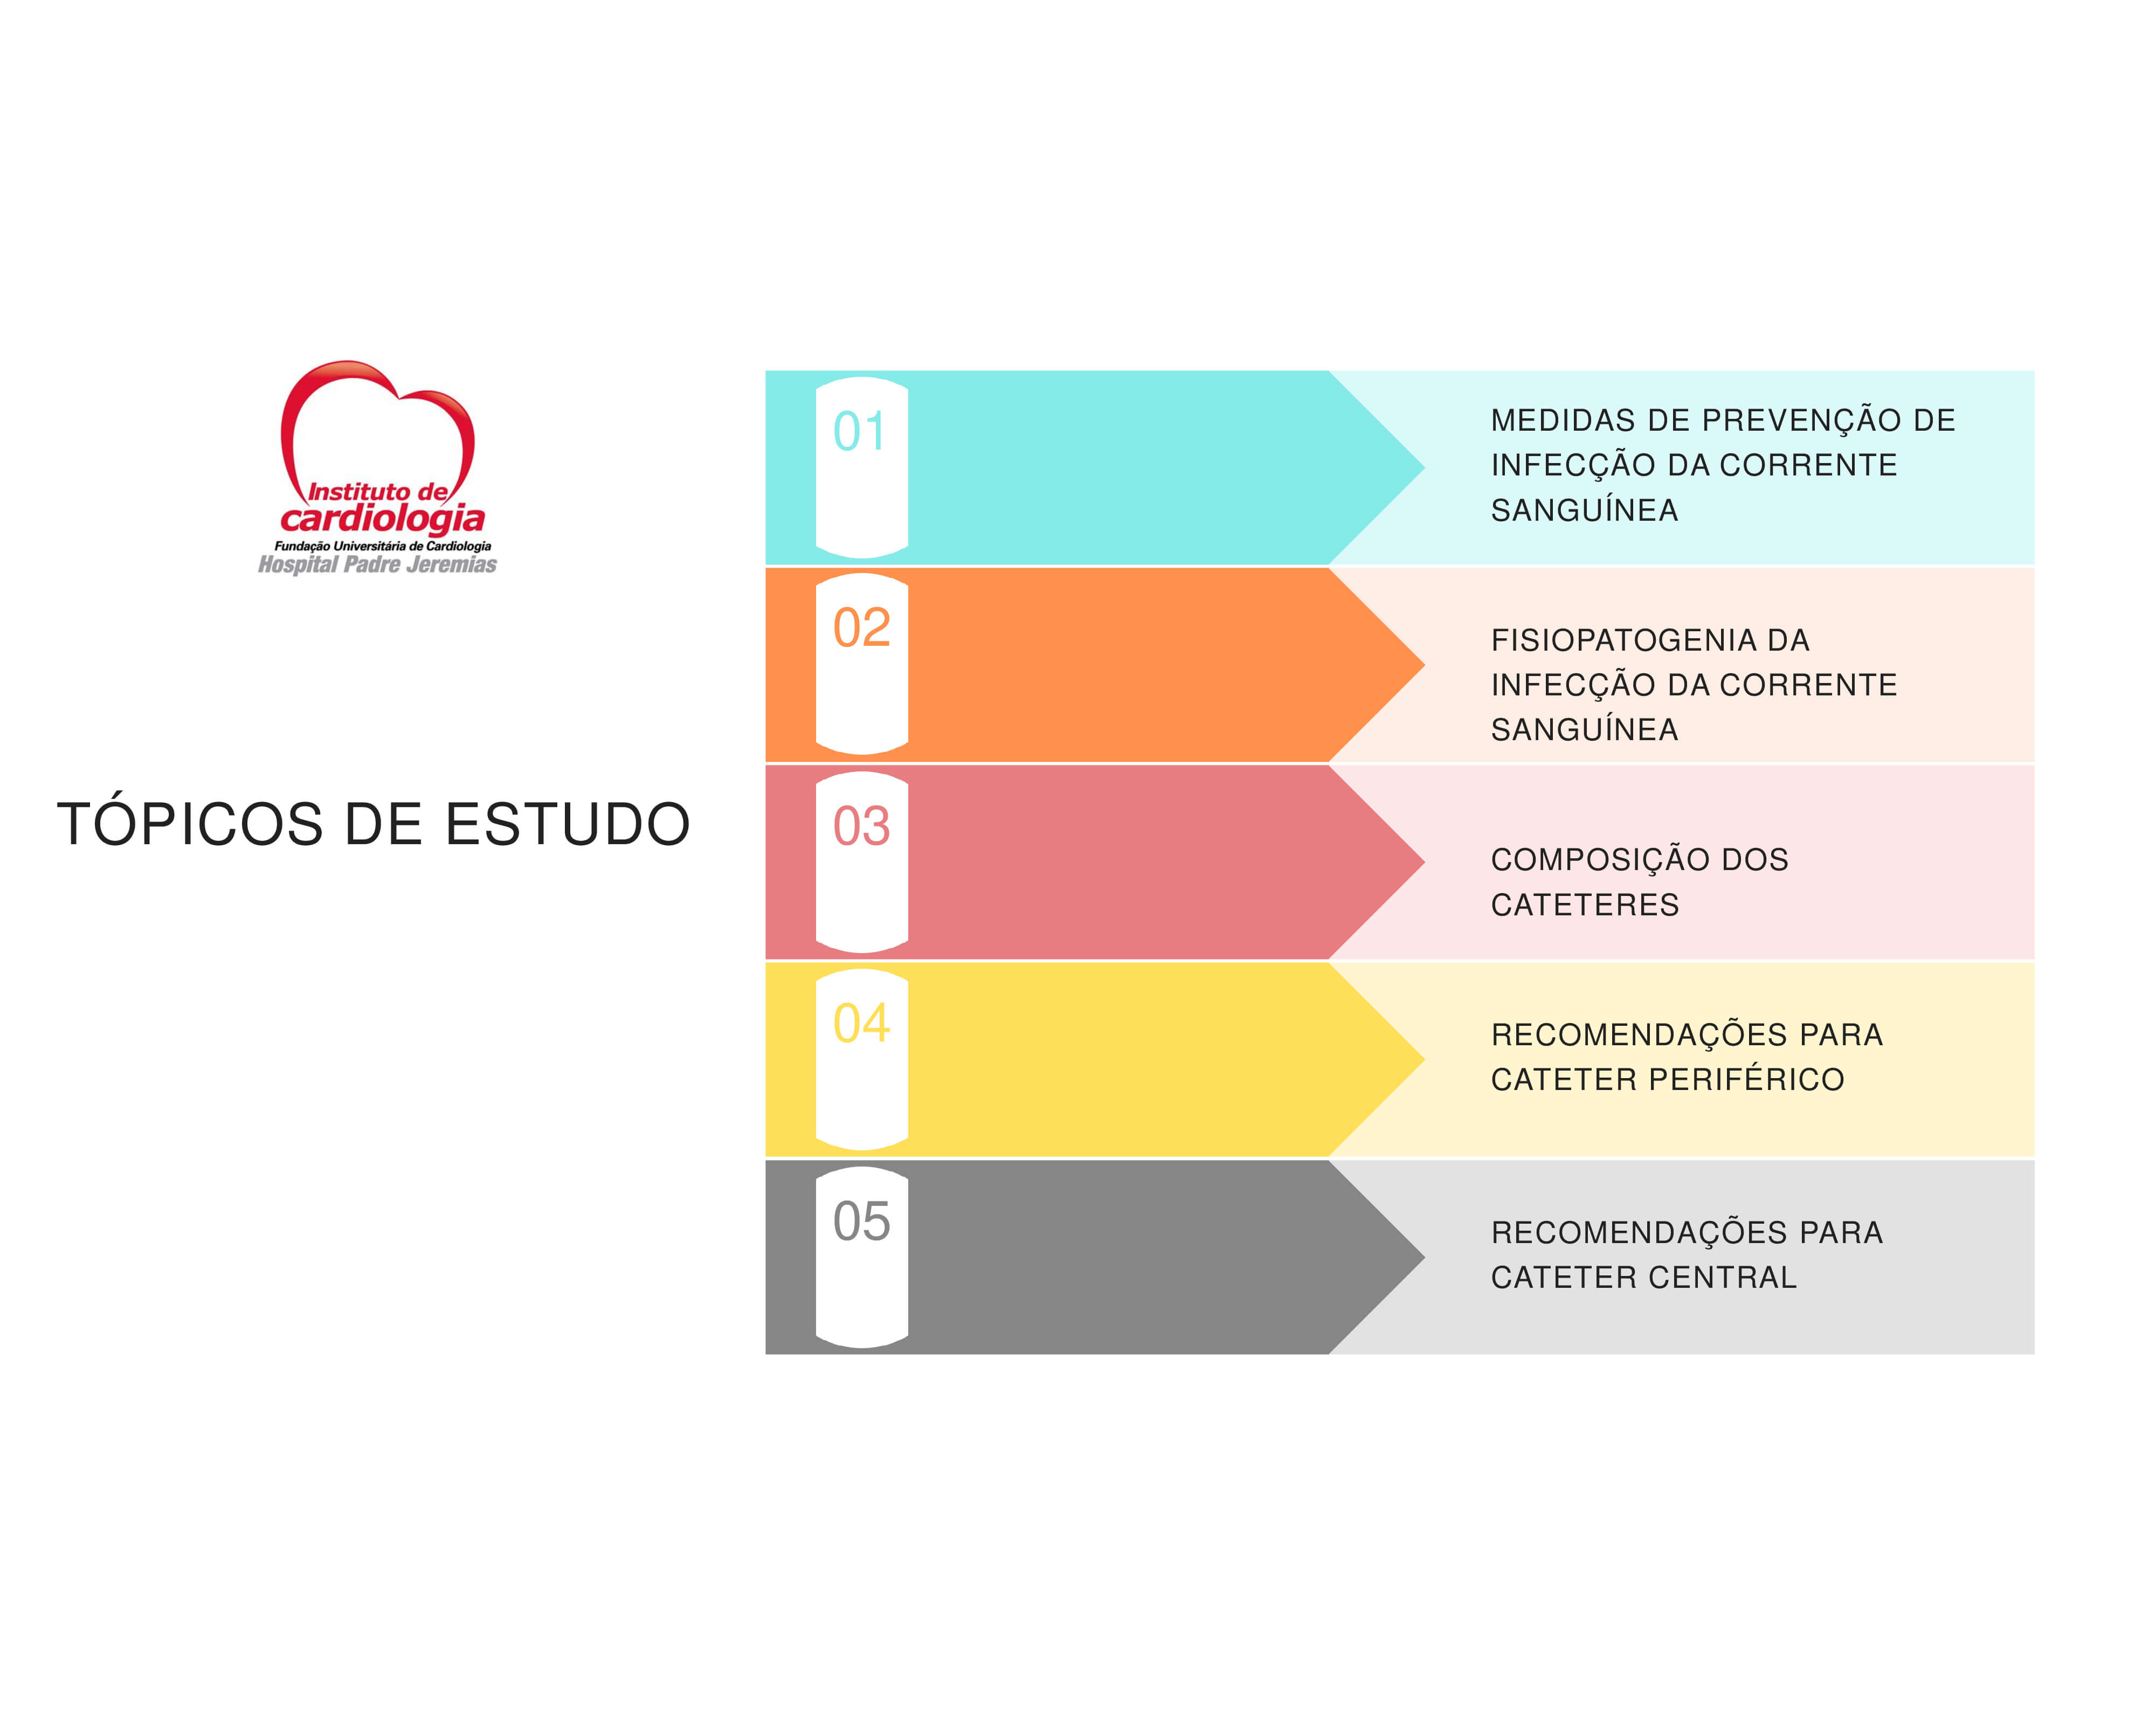 Instituto de
cardiologia
Fundação Universitária de Cardiologia
Hospital Padre Jeremias
TÓPICOS DE ESTUDO
01
MEDIDAS DE PREVENÇÃO DE
INFECÇÃO DA CORRENTE
SANGUÍNEA
02
FISIOPATOGENIA DA
INFECÇÃO DA CORRENTE
SANGUÍNEA
03
COMPOSIÇÃO DOS
CATETERES
04
RECOMENDAÇÕES PARA
CATETER PERIFÉRICO
05
RECOMENDAÇÕES PARA
CATETER CENTRAL